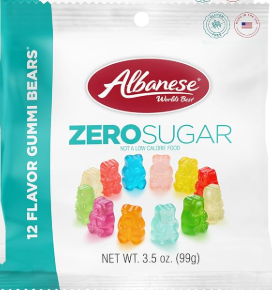 Albanese®
World's Best®
ZEROSUGAR
NOT A LOW CALORIE FOOD
12 FLAVOR GUMMI BEARS®
NET WT. 3.5 oz. (99g)